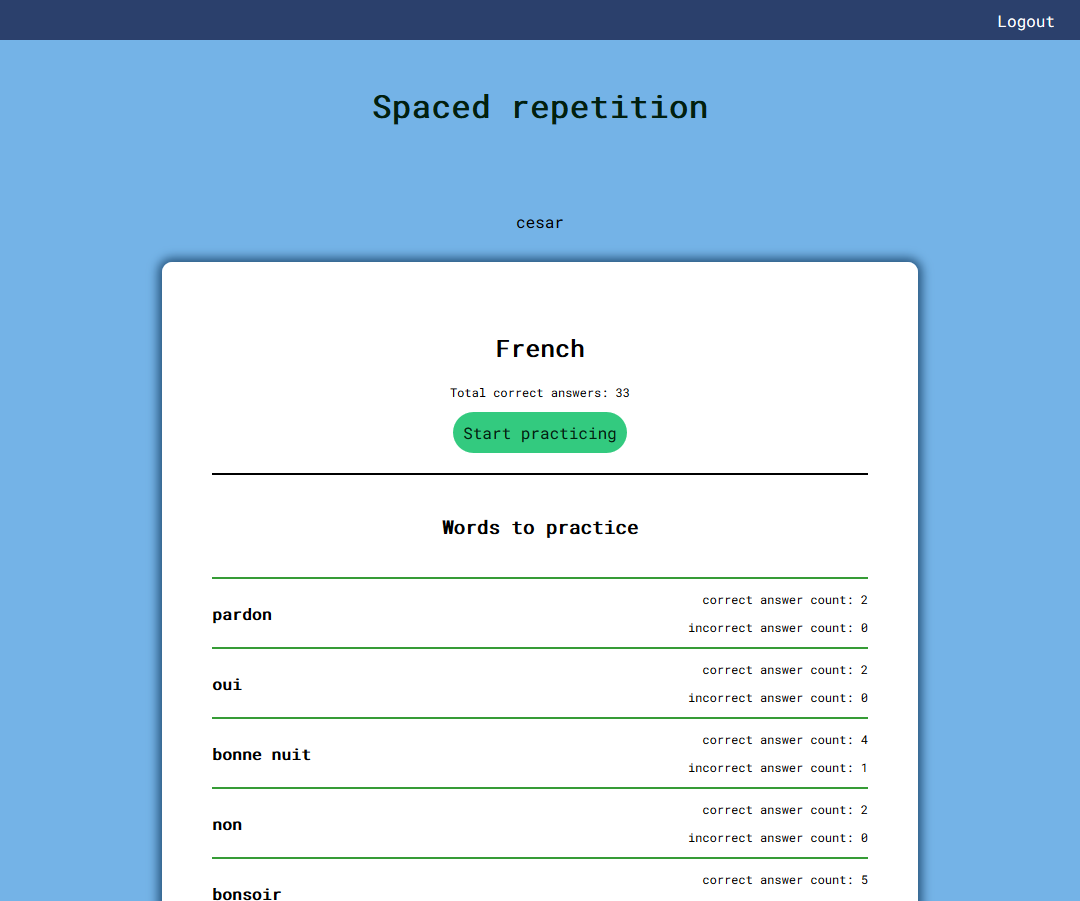 Logout
Spaced repetition
cesar
French
Total correct answers: 33
Start practicing
Words to practice
pardon
correct answer count: 2
incorrect answer count: 0
oui
correct answer count: 2
incorrect answer count: 0
bonne nuit
correct answer count: 4
incorrect answer count: 1
non
correct answer count: 2
incorrect answer count: 0
bonsoir
correct answer count: 5